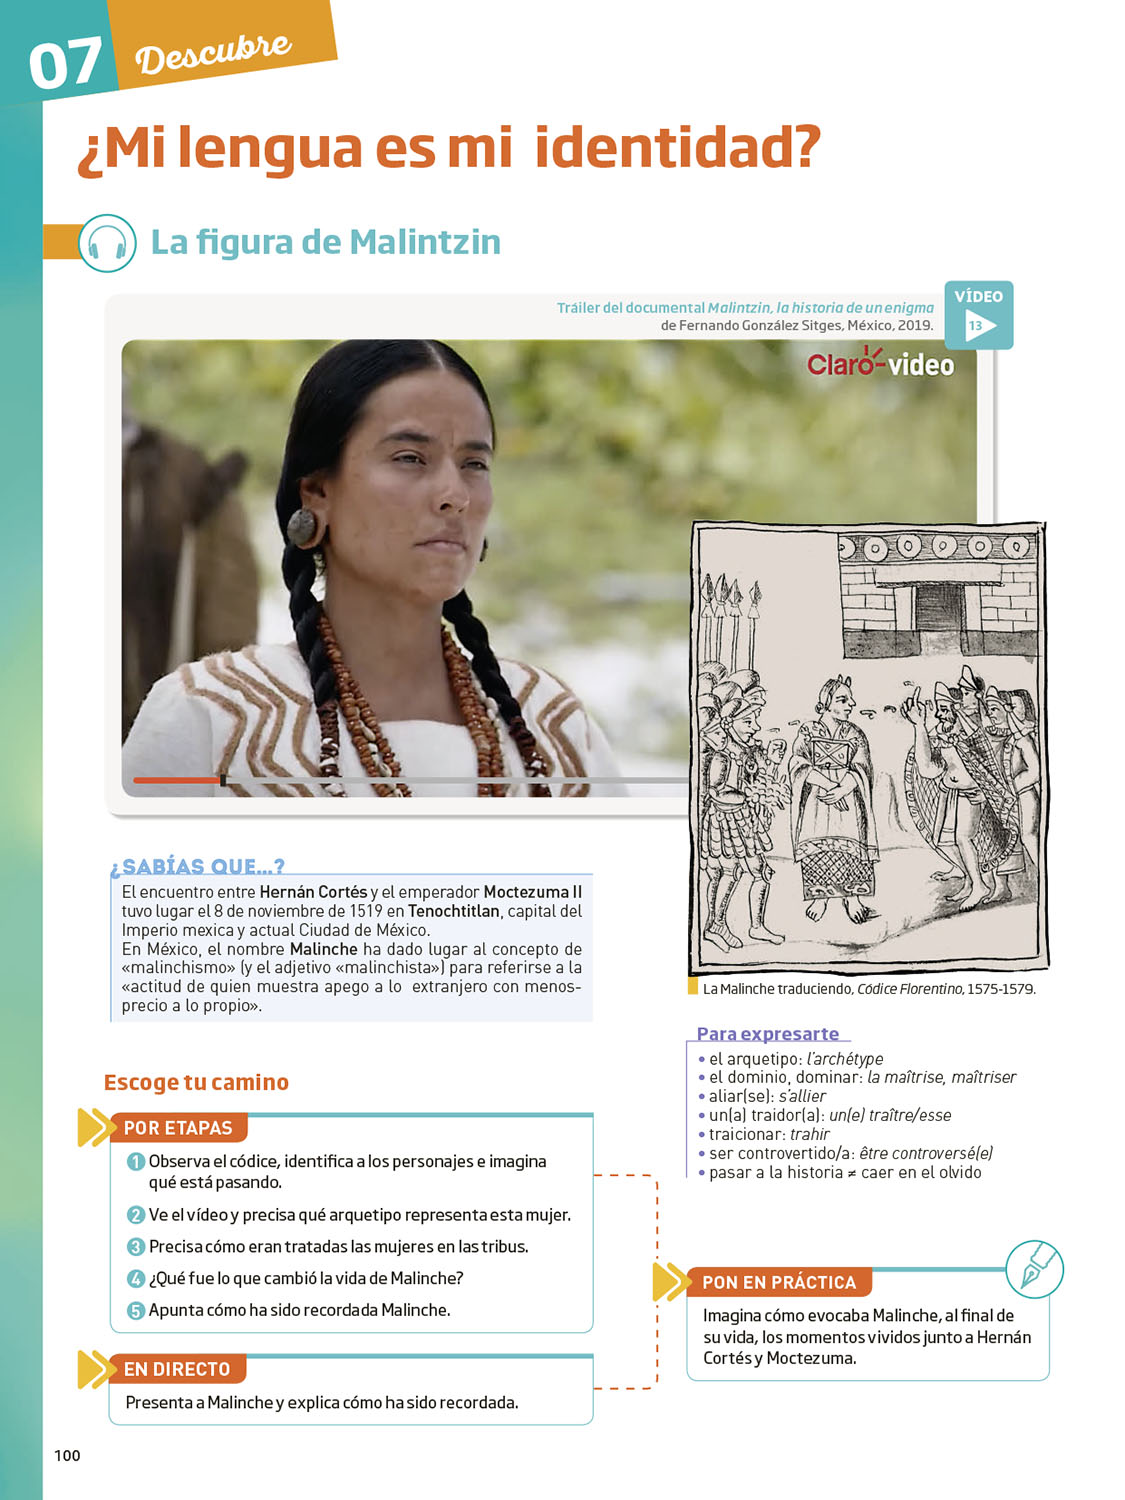 07
Descubre
¿Mi lengua es mi identidad?
La figura de Malintzin
VÍDEO
13
Tráiler del documental Malintzin, la historia de un enigma
de Fernando González Sitges, México, 2019.
Claro-video
¿SABÍAS QUE...?
El encuentro entre Hernán Cortés y el emperador Moctezuma II
tuvo lugar el 8 de noviembre de 1519 en Tenochtitlan, capital del
Imperio mexica y actual Ciudad de México.
En México, el nombre Malinche ha dado lugar al concepto de
«malinchismo» (y el adjetivo «malinchista») para referirse a la
«actitud de quien muestra apego a lo extranjero con menos-
precio a lo propio».
La Malinche traduciendo, Códice Florentino, 1575-1579.
Para expresarte
• el arquetipo: l'archétype
• el dominio, dominar: la maîtrise, maîtriser
• aliar(se): s'allier
• un(a) traidor(a): un(e) traître/esse
• traicionar: trahir
• ser controvertido/a: être controversé(e)
• pasar a la historia ≠ caer en el olvido
Escoge tu camino
POR ETAPAS
1 Observa el códice, identifica a los personajes e imagina
qué está pasando.
2 Ve el vídeo y precisa qué arquetipo representa esta mujer.
3 Precisa cómo eran tratadas las mujeres en las tribus.
4 ¿Qué fue lo que cambió la vida de Malinche?
5 Apunta cómo ha sido recordada Malinche.
EN DIRECTO
Presenta a Malinche y explica cómo ha sido recordada.
PON EN PRÁCTICA
Imagina cómo evocaba Malinche, al final de
su vida, los momentos vividos junto a Hernán
Cortés y Moctezuma.
100